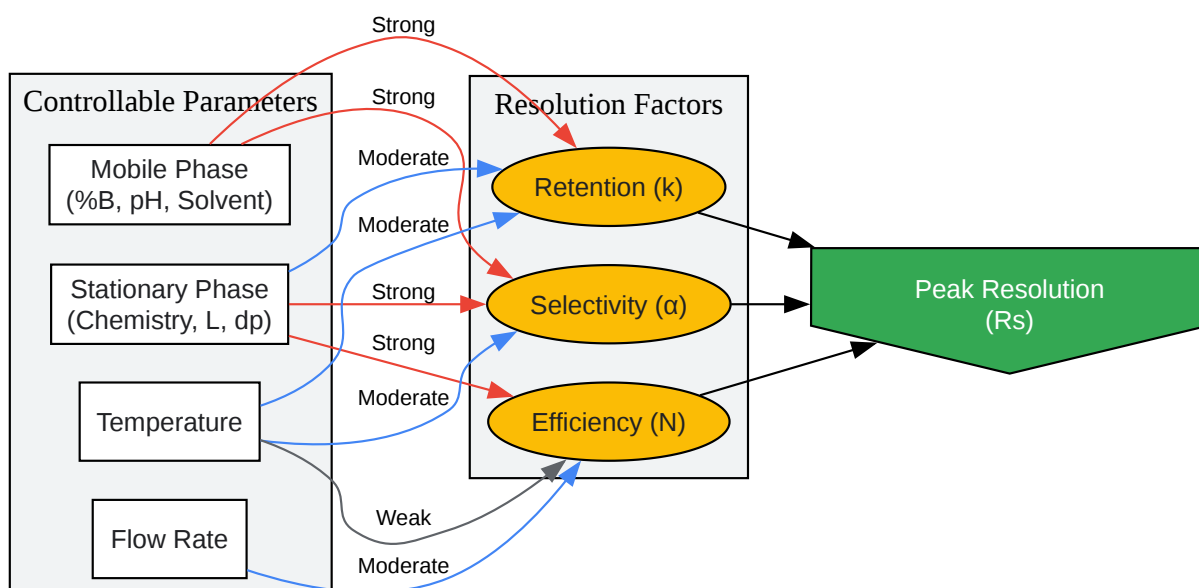 Controllable Parameters
Mobile Phase
(%B, pH, Solvent)
Stationary Phase
(Chemistry, L, dp)
Temperature
Flow Rate
Strong
Strong
Moderate
Moderate
Strong
Strong
Moderate
Weak
Moderate
Resolution Factors
Retention (k)
Selectivity (α)
Efficiency (N)
Peak Resolution
(Rs)